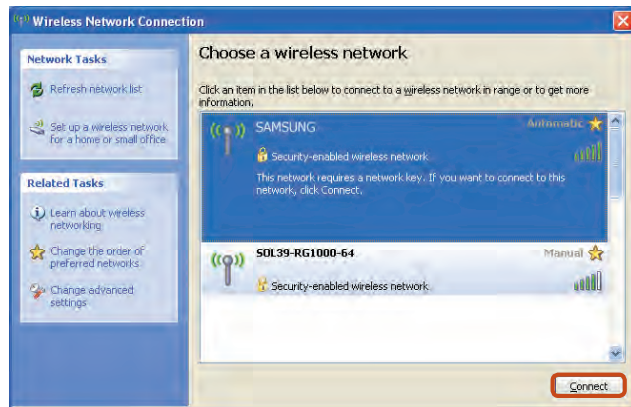 Wireless Network Connection
Network Tasks
Refresh network list
Set up a wireless network
for a home or small office
Related Tasks
Learn about wireless
networking
Change the order of
preferred networks
Change advanced
settings
Choose a wireless network
Click an item in the list below to connect to a wireless network in range or to get more
information.
SAMSUNG
Automatic
Security-enabled wireless network
This network requires a network key. If you want to connect to this
network, click Connect.
SOL39-RG1000-64
Manual
Security-enabled wireless network
Connect